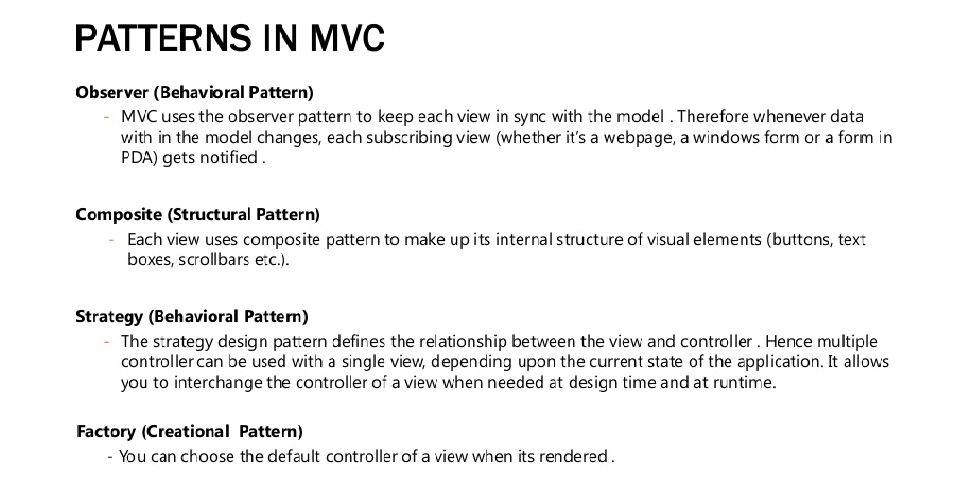 PATTERNS IN MVC
Observer (Behavioral Pattern)
- MVC uses the observer pattern to keep each view in sync with the model . Therefore whenever data
with in the model changes, each subscribing view (whether it's a webpage, a windows form or a form in
PDA) gets notified .
Composite (Structural Pattern)
- Each view uses composite pattern to make up its internal structure of visual elements (buttons, text
boxes, scrollbars etc.).
Strategy (Behavioral Pattern)
- The strategy design pattern defines the relationship between the view and controller . Hence multiple
controller can be used with a single view, depending upon the current state of the application. It allows
you to interchange the controller of a view when needed at design time and at runtime.
Factory (Creational Pattern)
- You can choose the default controller of a view when its rendered .